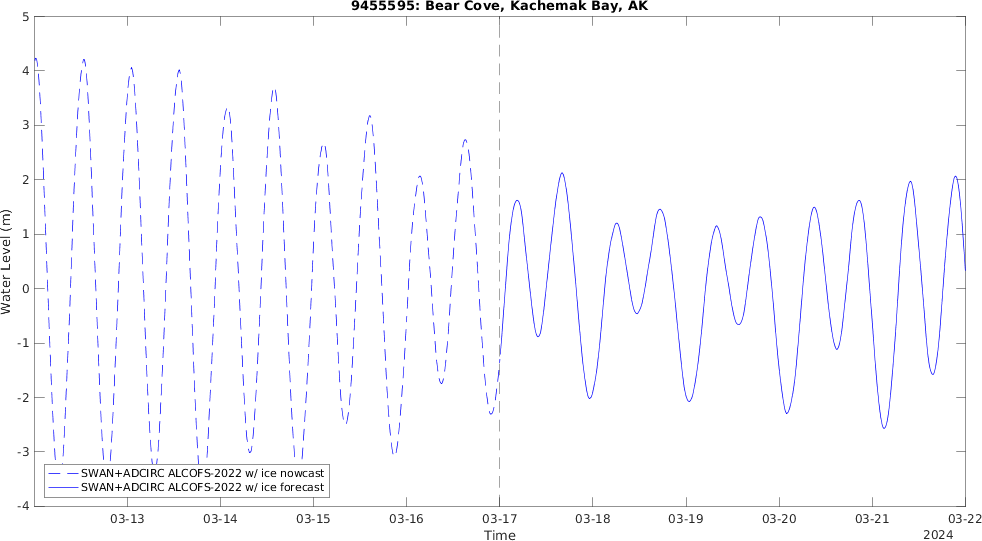 9455595: Bear Cove, Kachemak Bay, AK
5
4
3
2
1
0
-1
-2
-3
-4
Water Level (m)
SWAN+ADCIRC ALCOFS-2022 w/ ice nowcast
SWAN+ADCIRC ALCOFS-2022 w/ ice forecast
03-13 03-14 03-15 03-16 03-17 03-18 03-19 03-20 03-21 03-22
Time
2024